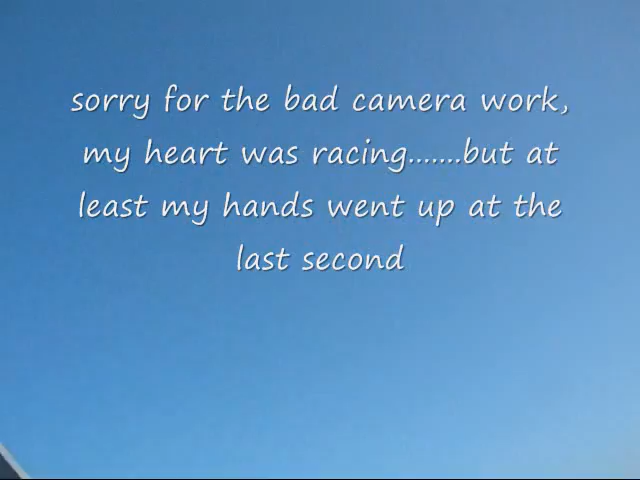 sorry for the bad camera work,
my heart was racing.......but at
least my hands went up at the
last second